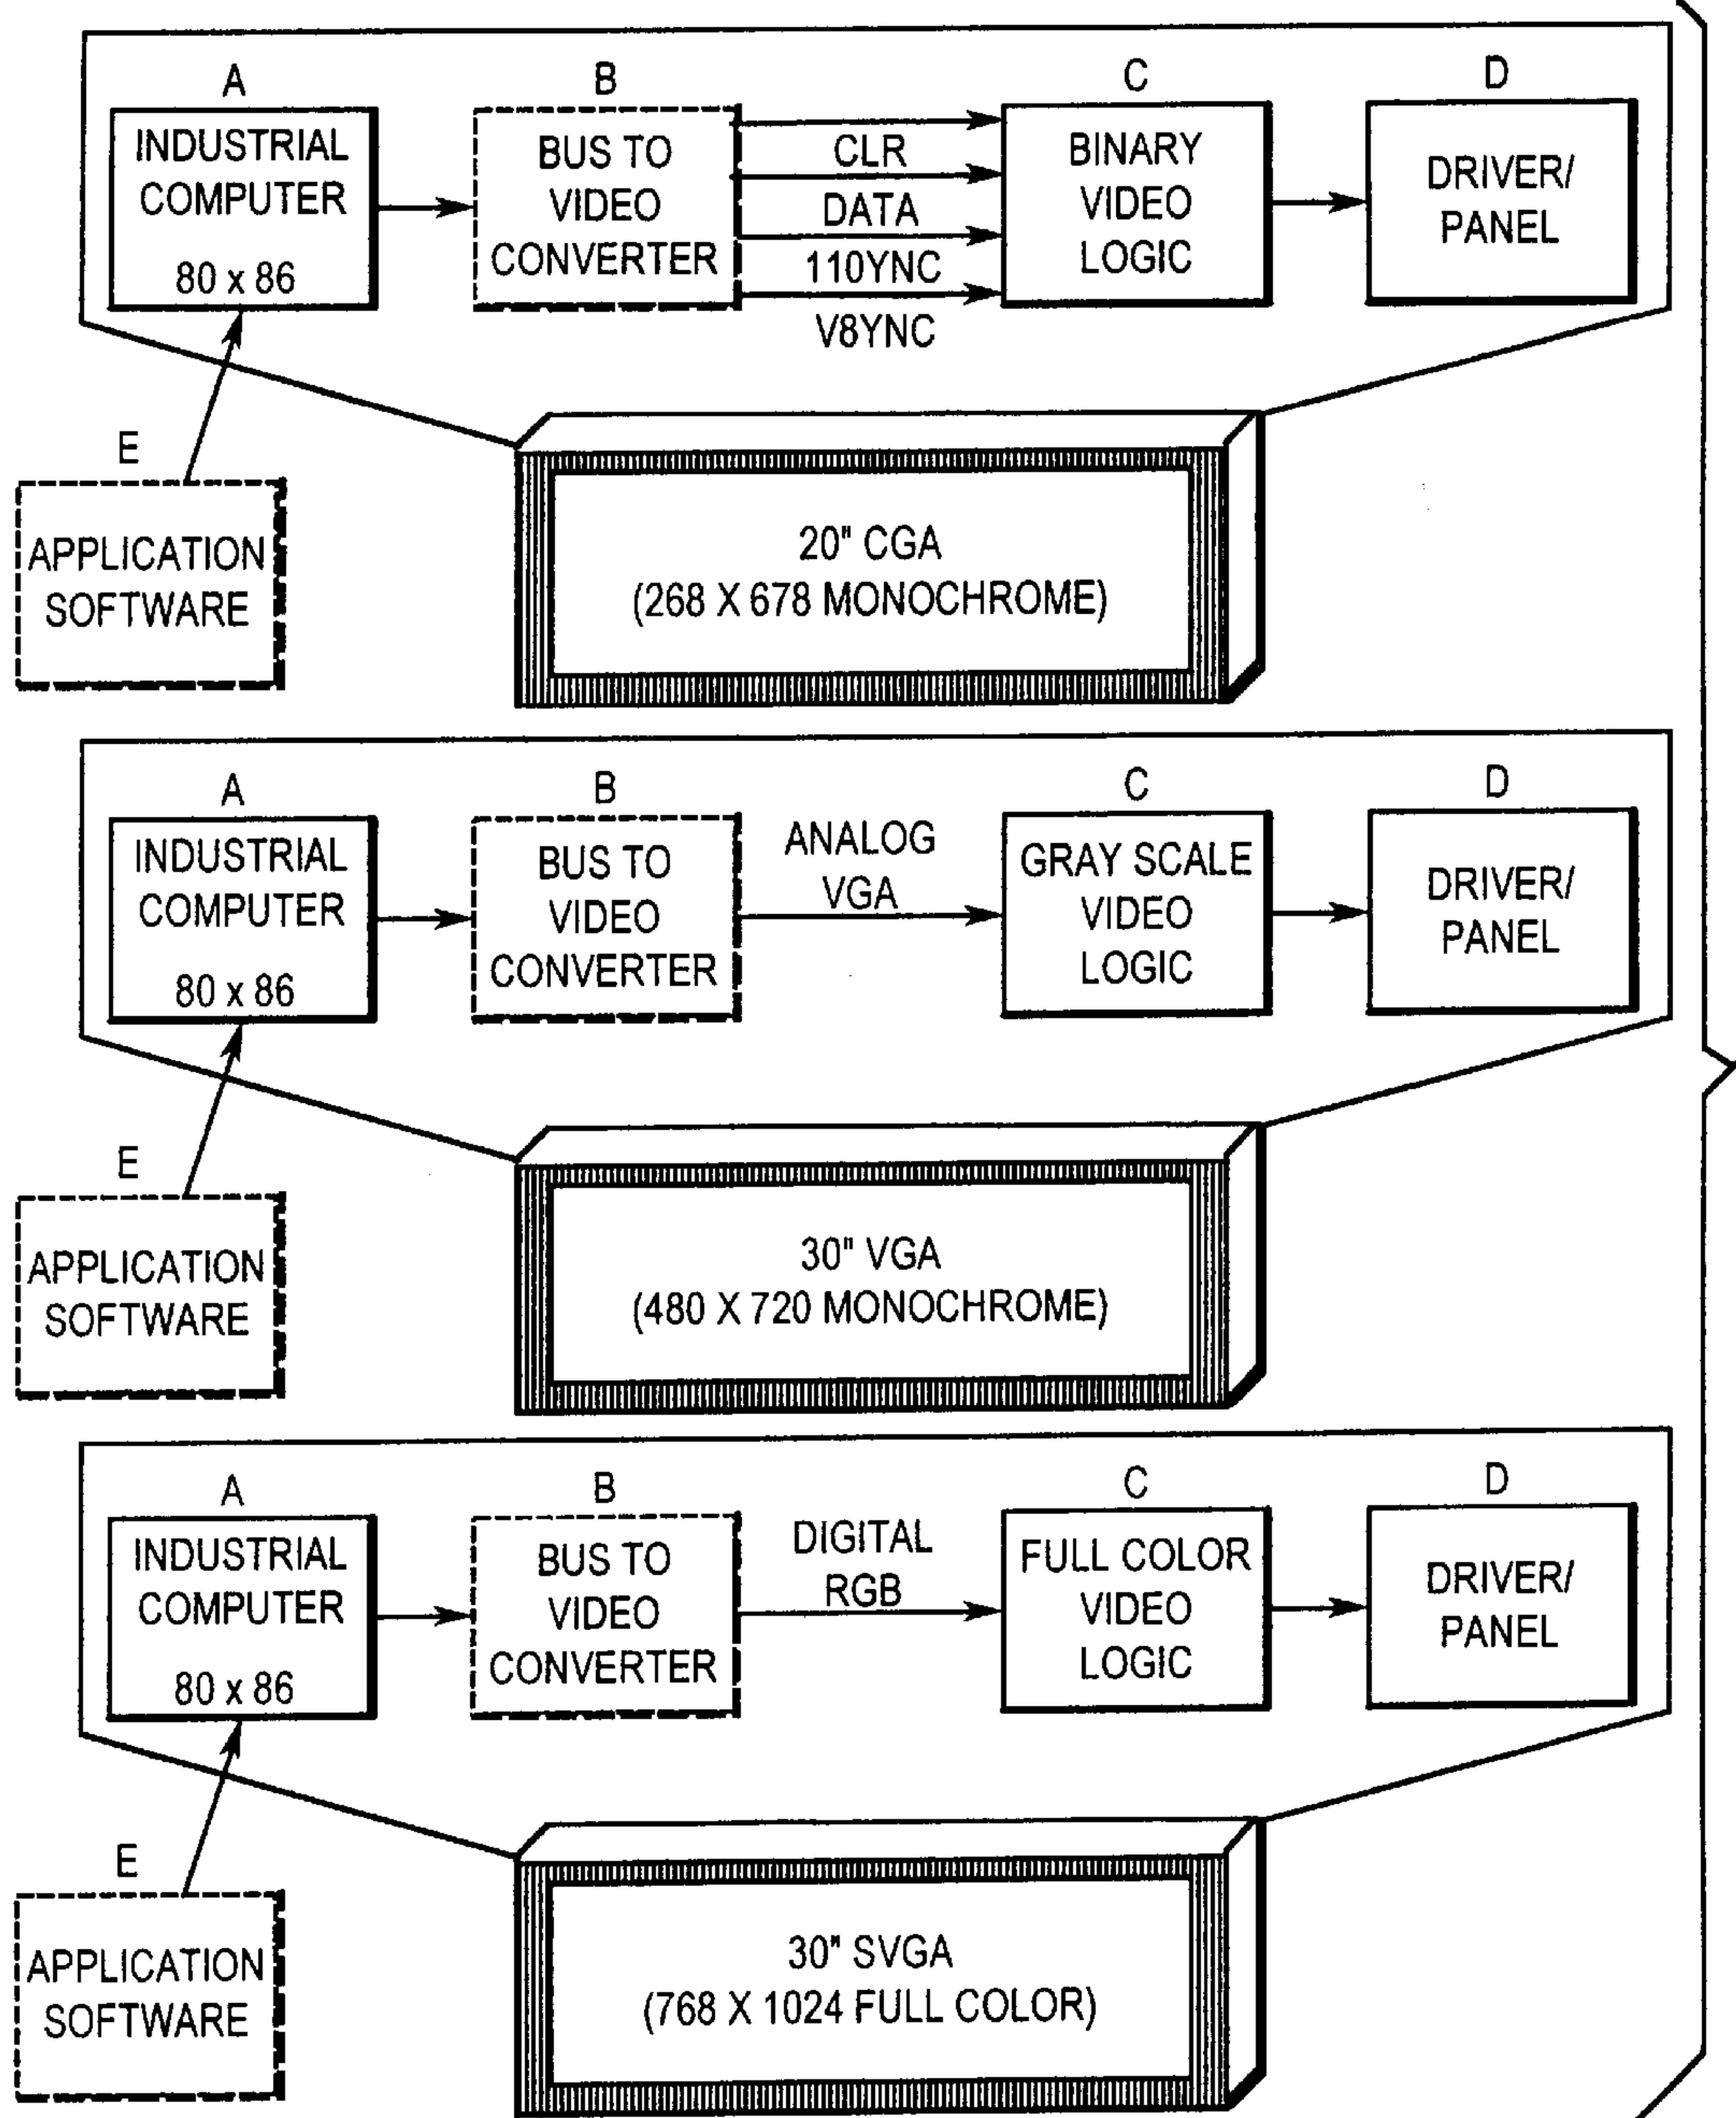 A
INDUSTRIAL
COMPUTER
80 x 86
B
BUS TO
VIDEO
CONVERTER
CLR
DATA
110YNC
V8YNC
C
BINARY
VIDEO
LOGIC
D
DRIVER/
PANEL
E
APPLICATION
SOFTWARE
20" CGA
(268 X 678 MONOCHROME)
A
INDUSTRIAL
COMPUTER
80 x 86
B
BUS TO
VIDEO
CONVERTER
ANALOG
VGA
C
GRAY SCALE
VIDEO
LOGIC
D
DRIVER/
PANEL
E
APPLICATION
SOFTWARE
30" VGA
(480 X 720 MONOCHROME)
A
INDUSTRIAL
COMPUTER
80 x 86
B
BUS TO
VIDEO
CONVERTER
DIGITAL
RGB
C
FULL COLOR
VIDEO
LOGIC
D
DRIVER/
PANEL
E
APPLICATION
SOFTWARE
30" SVGA
(768 X 1024 FULL COLOR)